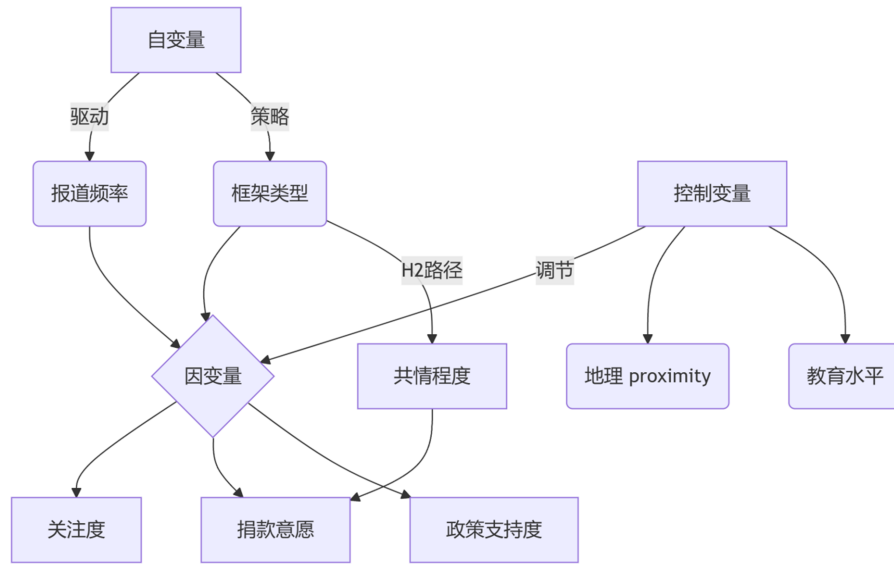 自变量
驱动
策略
报道频率
框架类型
控制变量
H2路径
调节
因变量
共情程度
地理 proximity
教育水平
关注度
捐款意愿
政策支持度